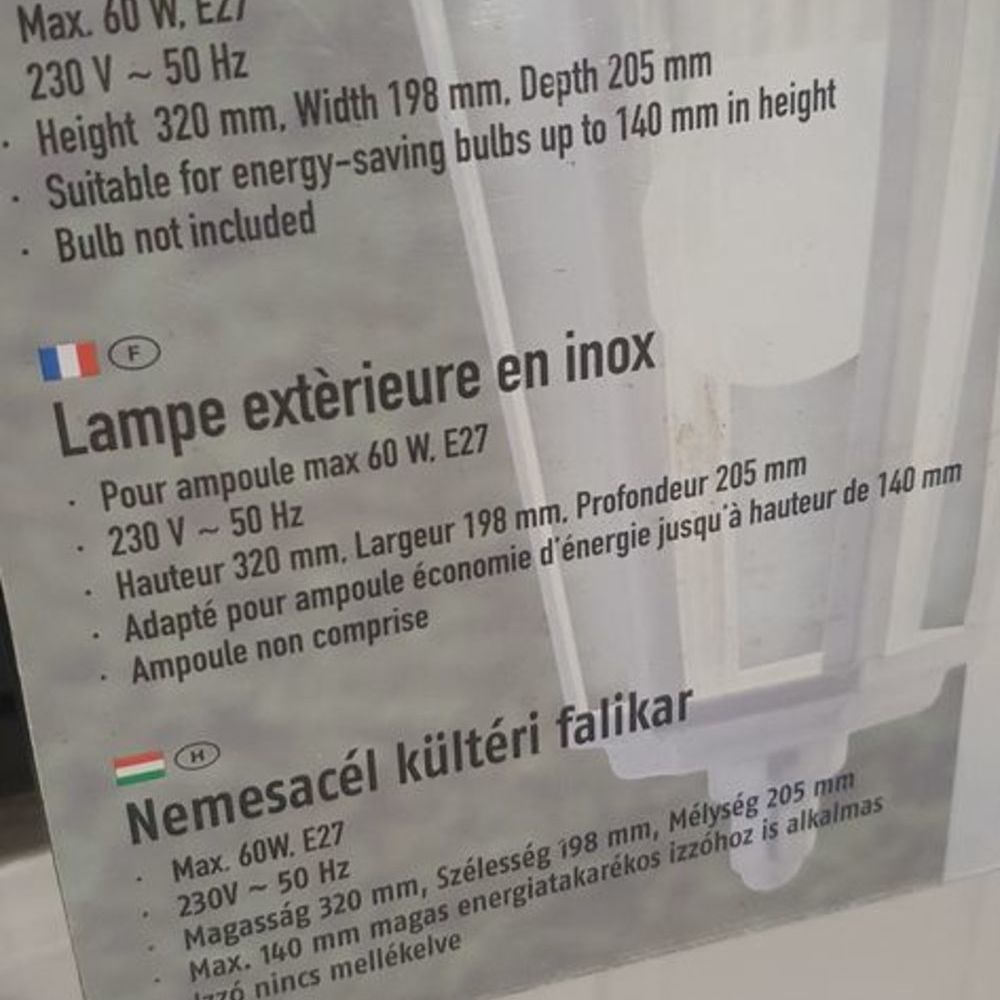 Max. 60 W, E27
230 V ~ 50 Hz
· Height 320 mm, Width 198 mm, Depth 205 mm
· Suitable for energy-saving bulbs up to 140 mm in height
· Bulb not included
F
Lampe extèrieure en inox
· Pour ampoule max 60 W. E27
· 230 V ~ 50 Hz
· Hauteur 320 mm, Largeur 198 mm, Profondeur 205 mm
· Adapté pour ampoule économie d'énergie jusqu'à hauteur de 140 mm
· Ampoule non comprise
H
Nemesacél kültéri falikar
· Max. 60W. E27
· 230V ~ 50 Hz
· Magasság 320 mm, Szélesség 198 mm, Mélység 205 mm
· Max. 140 mm magas energiatakarékos izzóhoz is alkalmas
Izzó nincs mellékelve